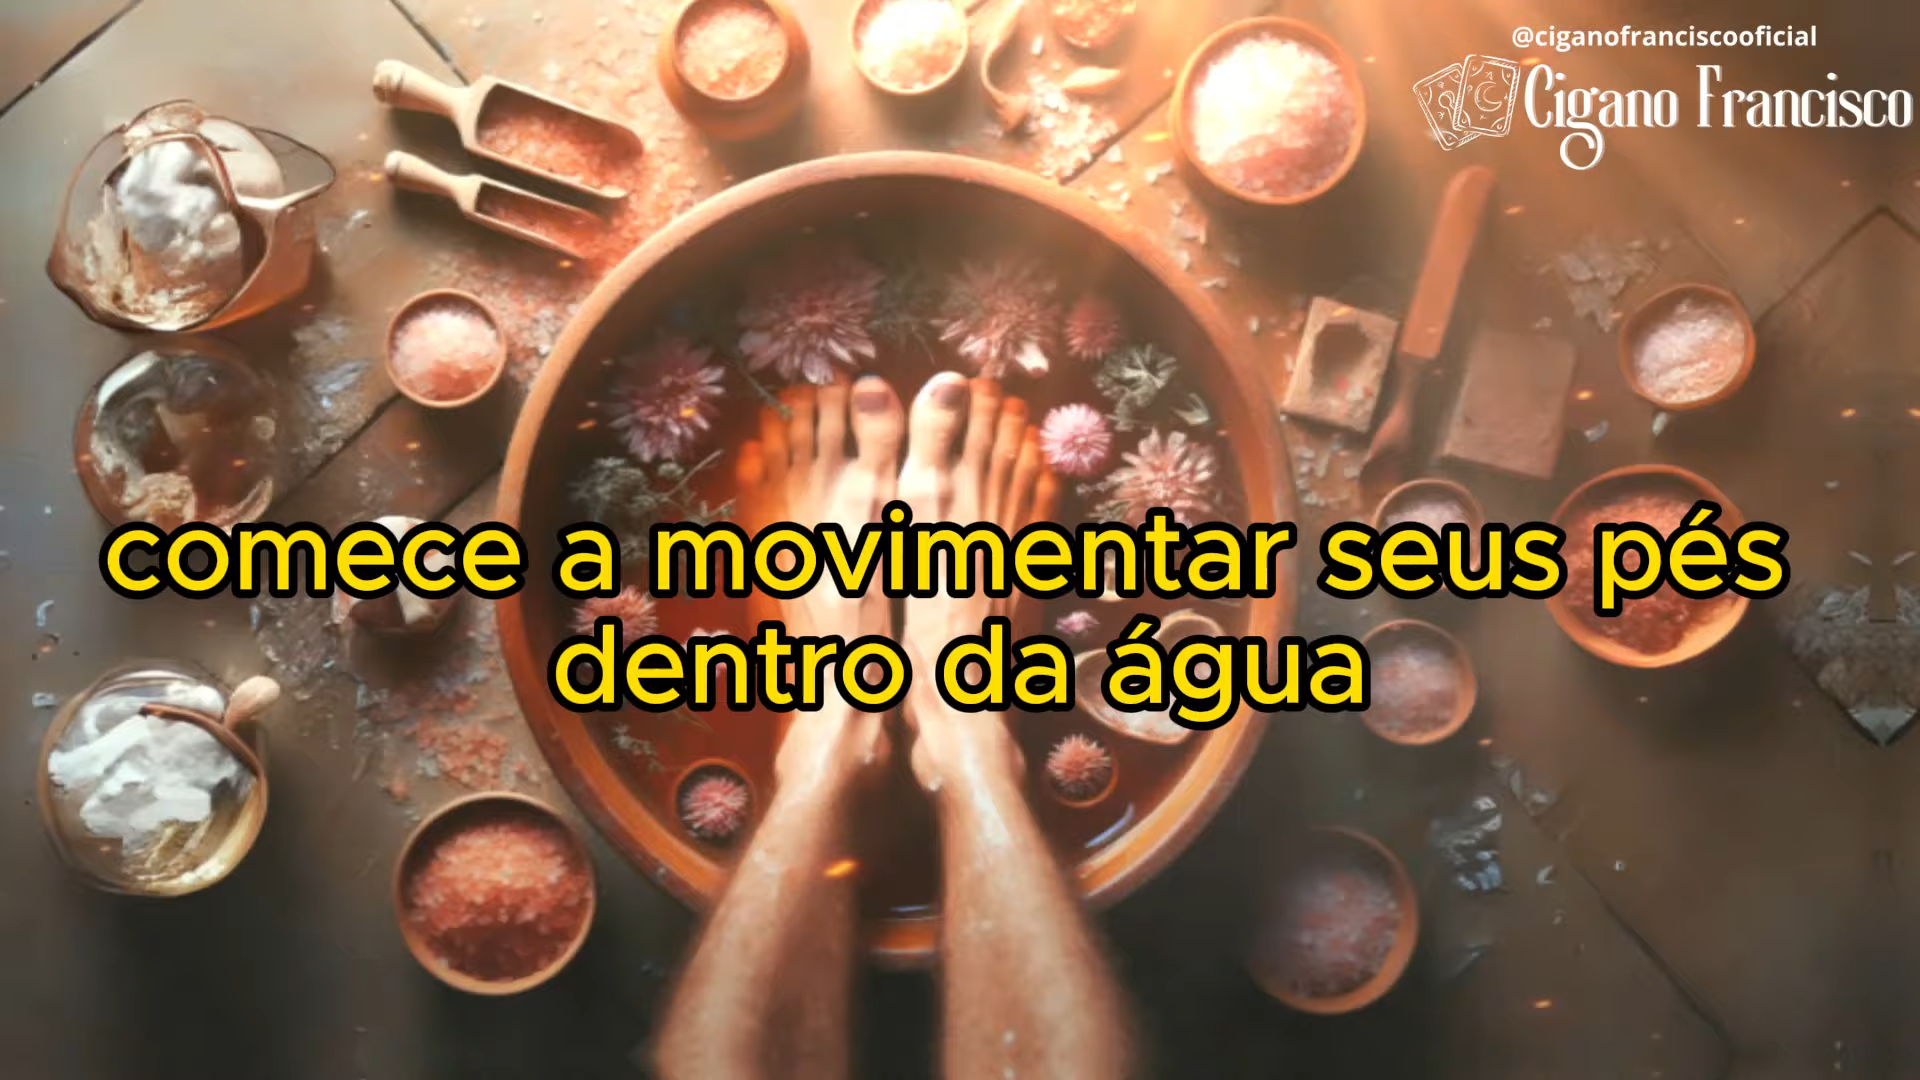 @ciganofranciscooficial
Cigano Francisco
comece a movimentar seus pés
dentro da água